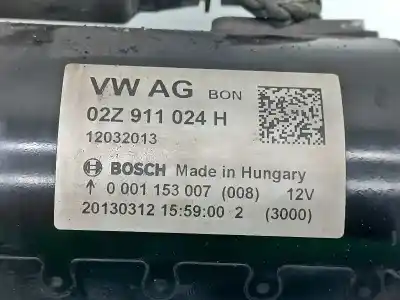 VW AG BON
02Z 911 024 H
12032013
BOSCH Made in Hungary
↑ 0 001 153 007 (008) 12V
20130312 15:59:00 2 (3000)